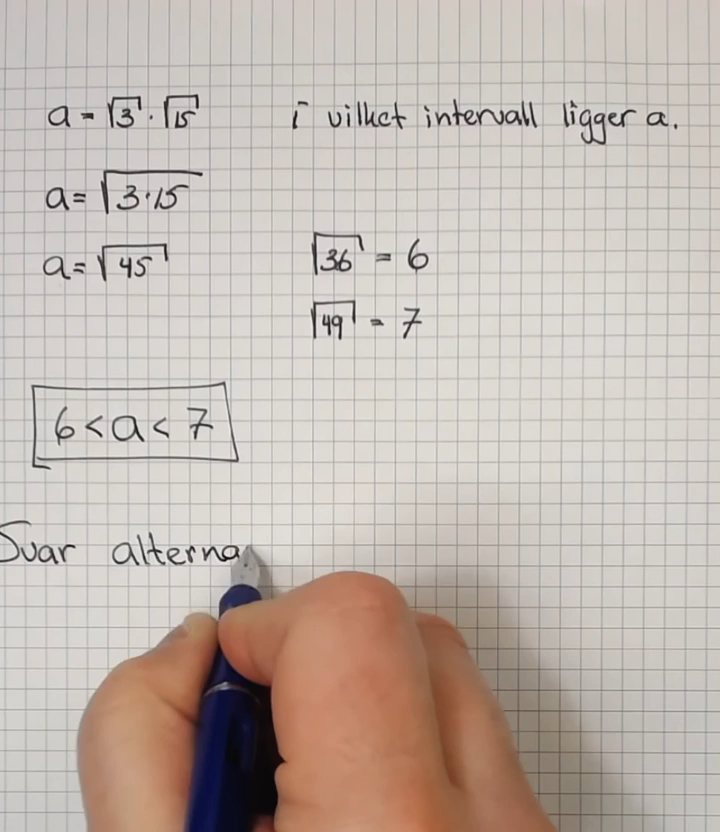 a = √3 · √15 i vilket intervall ligger a.
a = √3·15
a = √45 √36 = 6
√49 = 7
6 < a < 7
Svar alterna